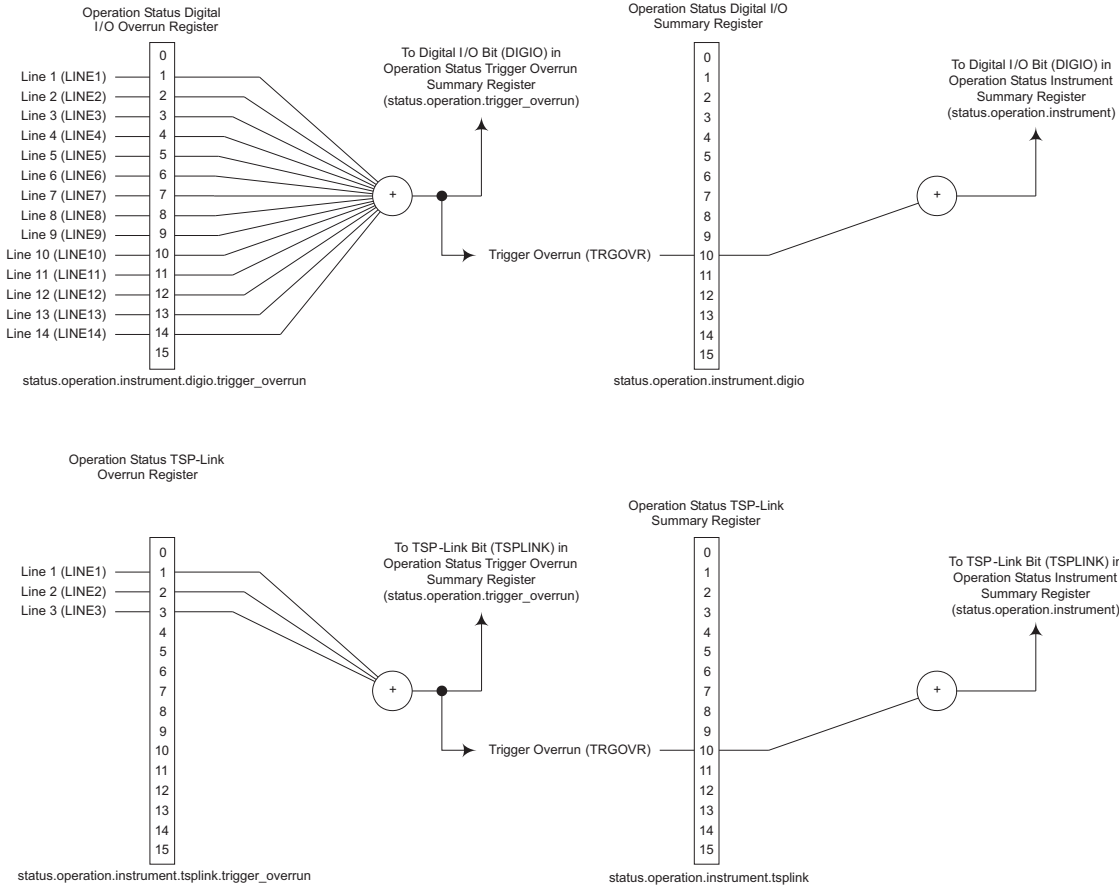 Operation Status Digital
I/O Overrun Register
0
Line 1 (LINE1) 1
Line 2 (LINE2) 2
Line 3 (LINE3) 3
Line 4 (LINE4) 4
Line 5 (LINE5) 5
Line 6 (LINE6) 6
Line 7 (LINE7) 7
Line 8 (LINE8) 8
Line 9 (LINE9) 9
Line 10 (LINE10) 10
Line 11 (LINE11) 11
Line 12 (LINE12) 12
Line 13 (LINE13) 13
Line 14 (LINE14) 14
15
status.operation.instrument.digio.trigger_overrun
To Digital I/O Bit (DIGIO) in
Operation Status Trigger Overrun
Summary Register
(status.operation.trigger_overrun)
+
Trigger Overrun (TRGOVR)
Operation Status Digital I/O
Summary Register
0
1
2
3
4
5
6
7
8
9
10
11
12
13
14
15
status.operation.instrument.digio
To Digital I/O Bit (DIGIO) in
Operation Status Instrument
Summary Register
(status.operation.instrument)
+
Operation Status TSP-Link
Overrun Register
0
Line 1 (LINE1) 1
Line 2 (LINE2) 2
Line 3 (LINE3) 3
4
5
6
7
8
9
10
11
12
13
14
15
status.operation.instrument.tsplink.trigger_overrun
To TSP-Link Bit (TSPLINK) in
Operation Status Trigger Overrun
Summary Register
(status.operation.trigger_overrun)
+
Trigger Overrun (TRGOVR)
Operation Status TSP-Link
Summary Register
0
1
2
3
4
5
6
7
8
9
10
11
12
13
14
15
status.operation.instrument.tsplink
To TSP-Link Bit (TSPLINK) in
Operation Status Instrument
Summary Register
(status.operation.instrument)
+